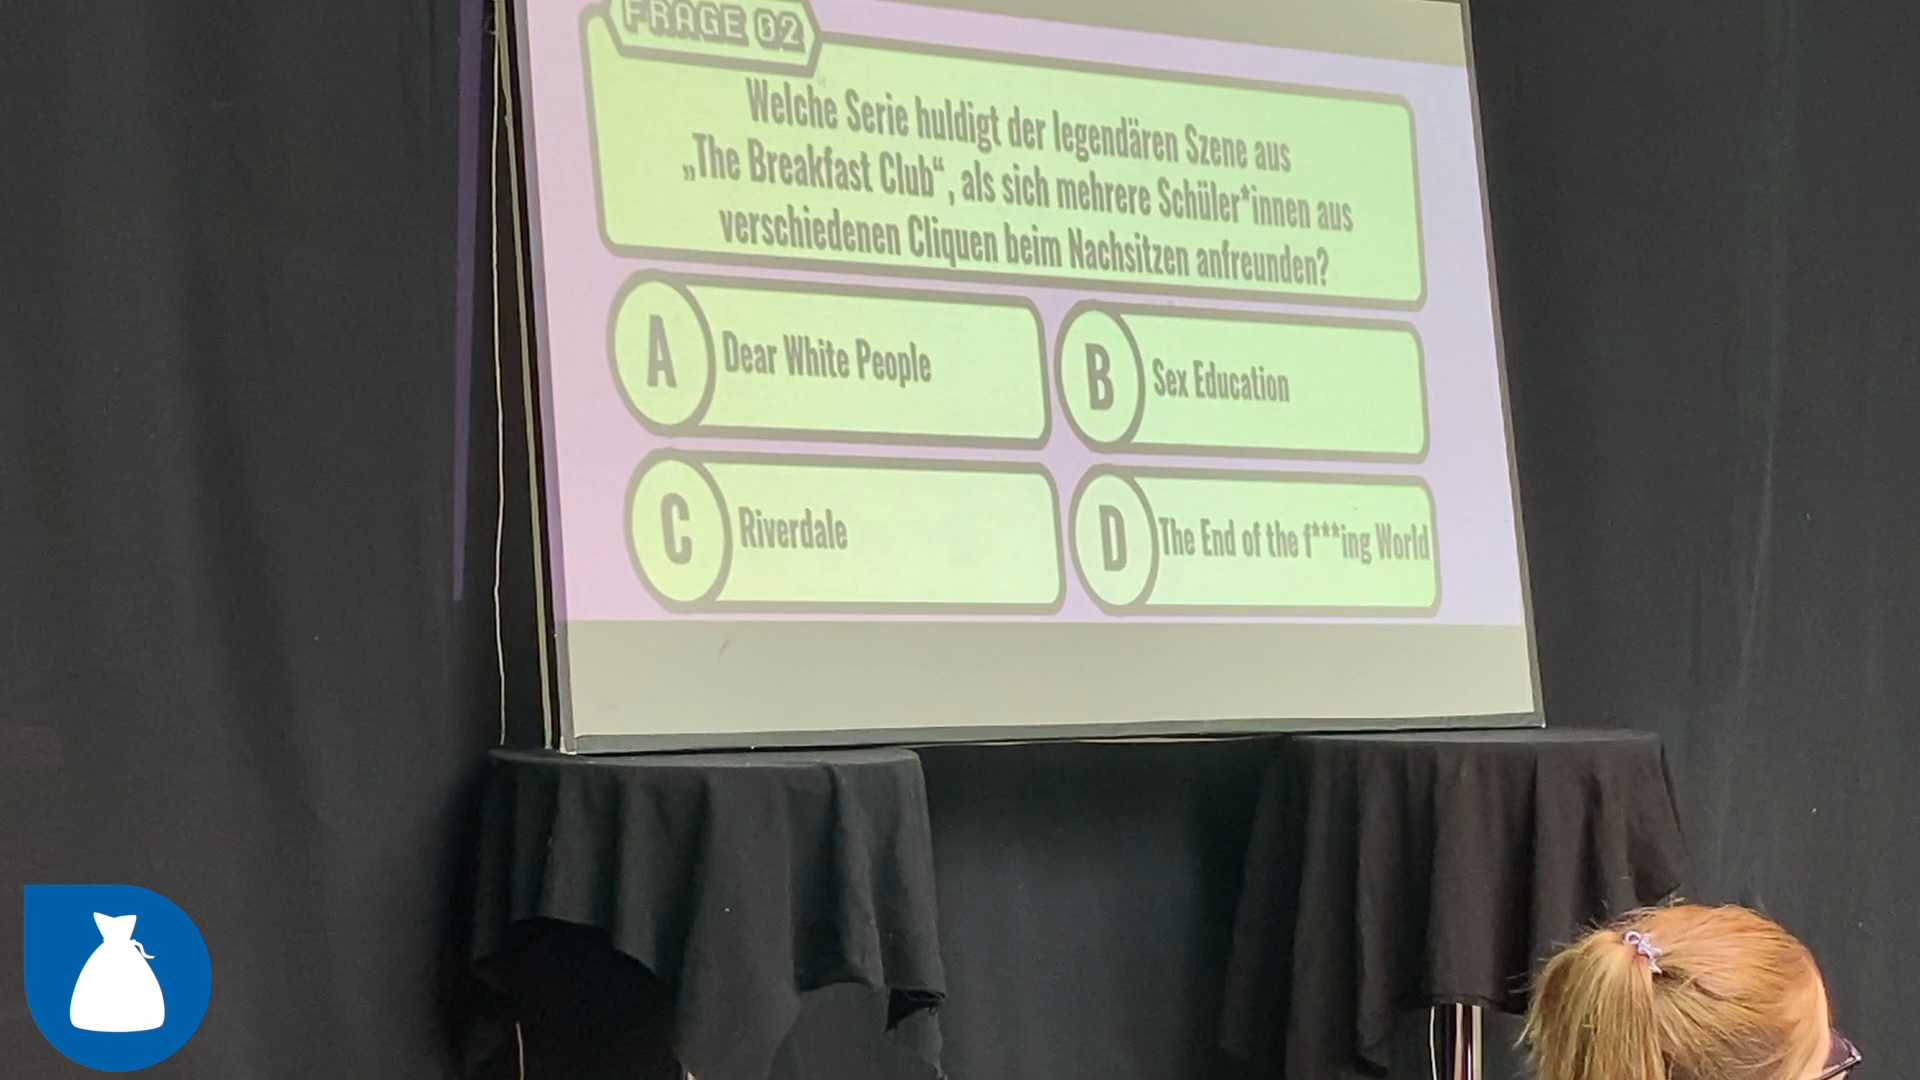 FRAGE 02
Welche Serie huldigt der legendären Szene aus
„The Breakfast Club“, als sich mehrere Schüler*innen aus
verschiedenen Cliquen beim Nachsitzen anfreunden?
A Dear White People
B Sex Education
C Riverdale
D The End of the f***ing World